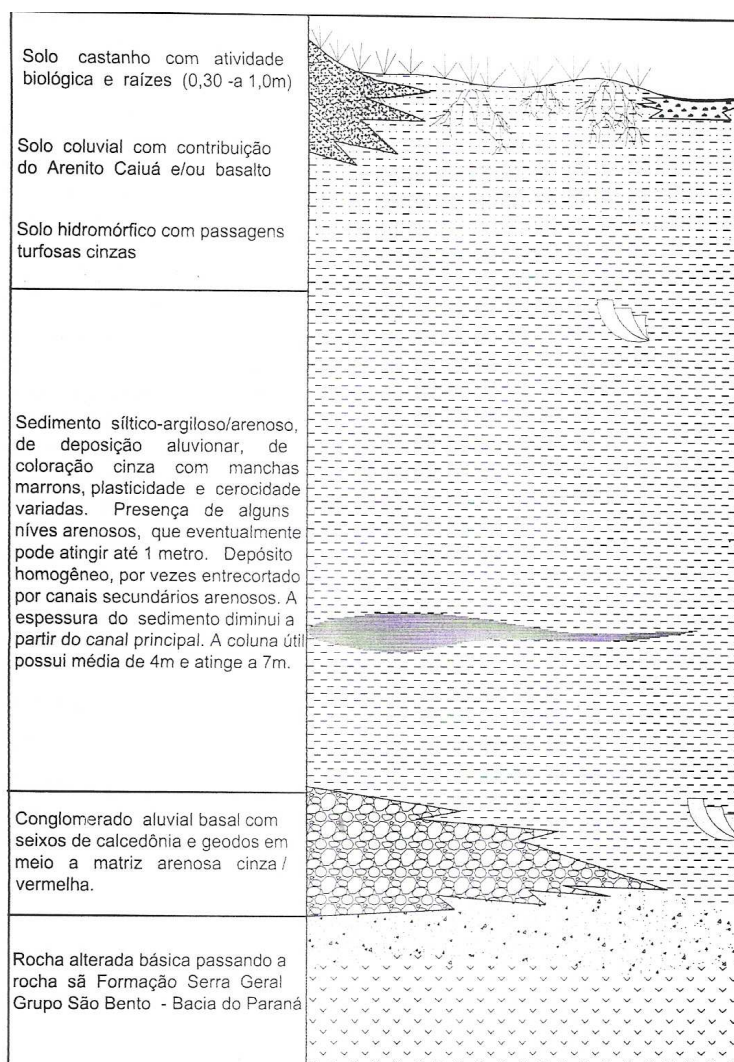 Solo castanho com atividade
biológica e raízes (0,30 -a 1,0m)
Solo coluvial com contribuição
do Arenito Caiuá e/ou basalto
Solo hidromórfico com passagens
turfosas cinzas
Sedimento síltico-argiloso/arenoso,
de deposição aluvionar, de
coloração cinza com manchas
marrons, plasticidade e cerocidade
variadas. Presença de alguns
níves arenosos, que eventualmente
pode atingir até 1 metro. Depósito
homogêneo, por vezes entrecortado
por canais secundários arenosos. A
espessura do sedimento diminui a
partir do canal principal. A coluna útil
possui média de 4m e atinge a 7m.
Conglomerado aluvial basal com
seixos de calcedônia e geodos em
meio a matriz arenosa cinza /
vermelha.
Rocha alterada básica passando a
rocha sã Formação Serra Geral
Grupo São Bento - Bacia do Paraná